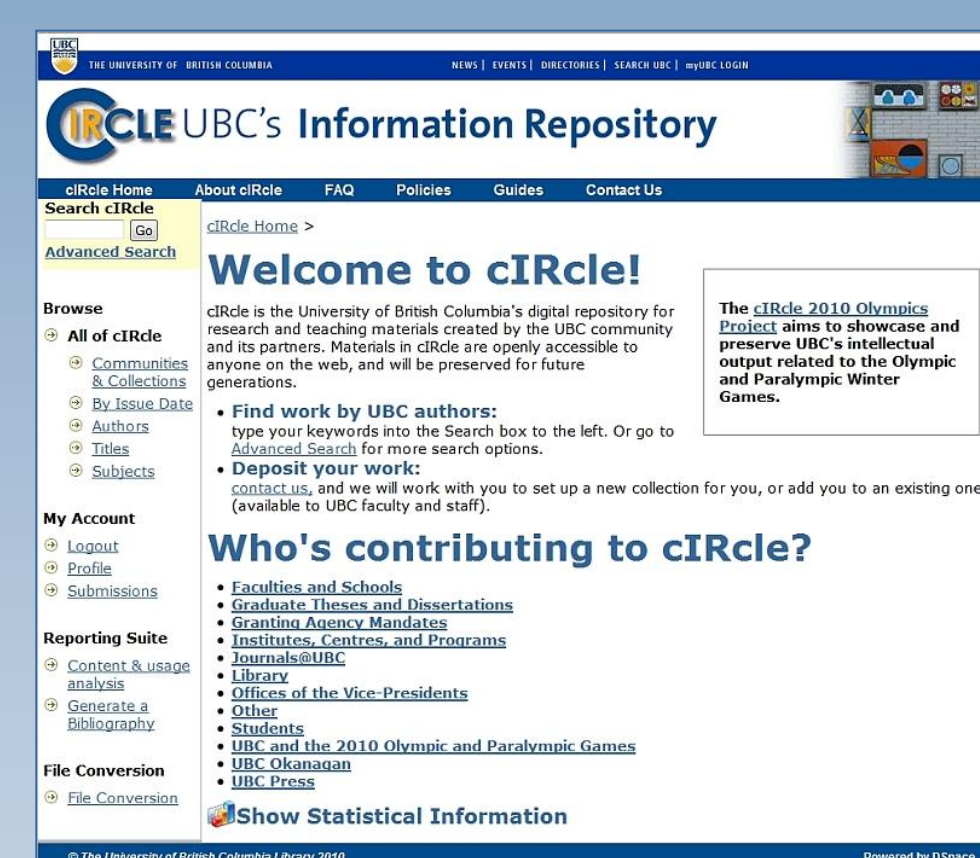 UBC
THE UNIVERSITY OF BRITISH COLUMBIA
NEWS | EVENTS | DIRECTORIES | SEARCH UBC | myUBC LOGIN
cIRcle UBC's Information Repository
cIRcle Home About cIRcle FAQ Policies Guides Contact Us
Search cIRcle
Go
Advanced Search
Browse
All of cIRcle
Communities
& Collections
By Issue Date
Authors
Titles
Subjects
My Account
Logout
Profile
Submissions
Reporting Suite
Content & usage
analysis
Generate a
Bibliography
File Conversion
File Conversion
cIRcle Home >
Welcome to cIRcle!
cIRcle is the University of British Columbia's digital repository for
research and teaching materials created by the UBC community
and its partners. Materials in cIRcle are openly accessible to
anyone on the web, and will be preserved for future
generations.
• Find work by UBC authors:
type your keywords into the Search box to the left. Or go to
Advanced Search for more search options.
• Deposit your work:
contact us, and we will work with you to set up a new collection for you, or add you to an existing one
(available to UBC faculty and staff).
The cIRcle 2010 Olympics
Project aims to showcase and
preserve UBC's intellectual
output related to the Olympic
and Paralympic Winter
Games.
Who's contributing to cIRcle?
• Faculties and Schools
• Graduate Theses and Dissertations
• Granting Agency Mandates
• Institutes, Centres, and Programs
• Journals@UBC
• Library
• Offices of the Vice-Presidents
• Other
• Students
• UBC and the 2010 Olympic and Paralympic Games
• UBC Okanagan
• UBC Press
Show Statistical Information
© The University of British Columbia Library 2010
Powered by DSpace